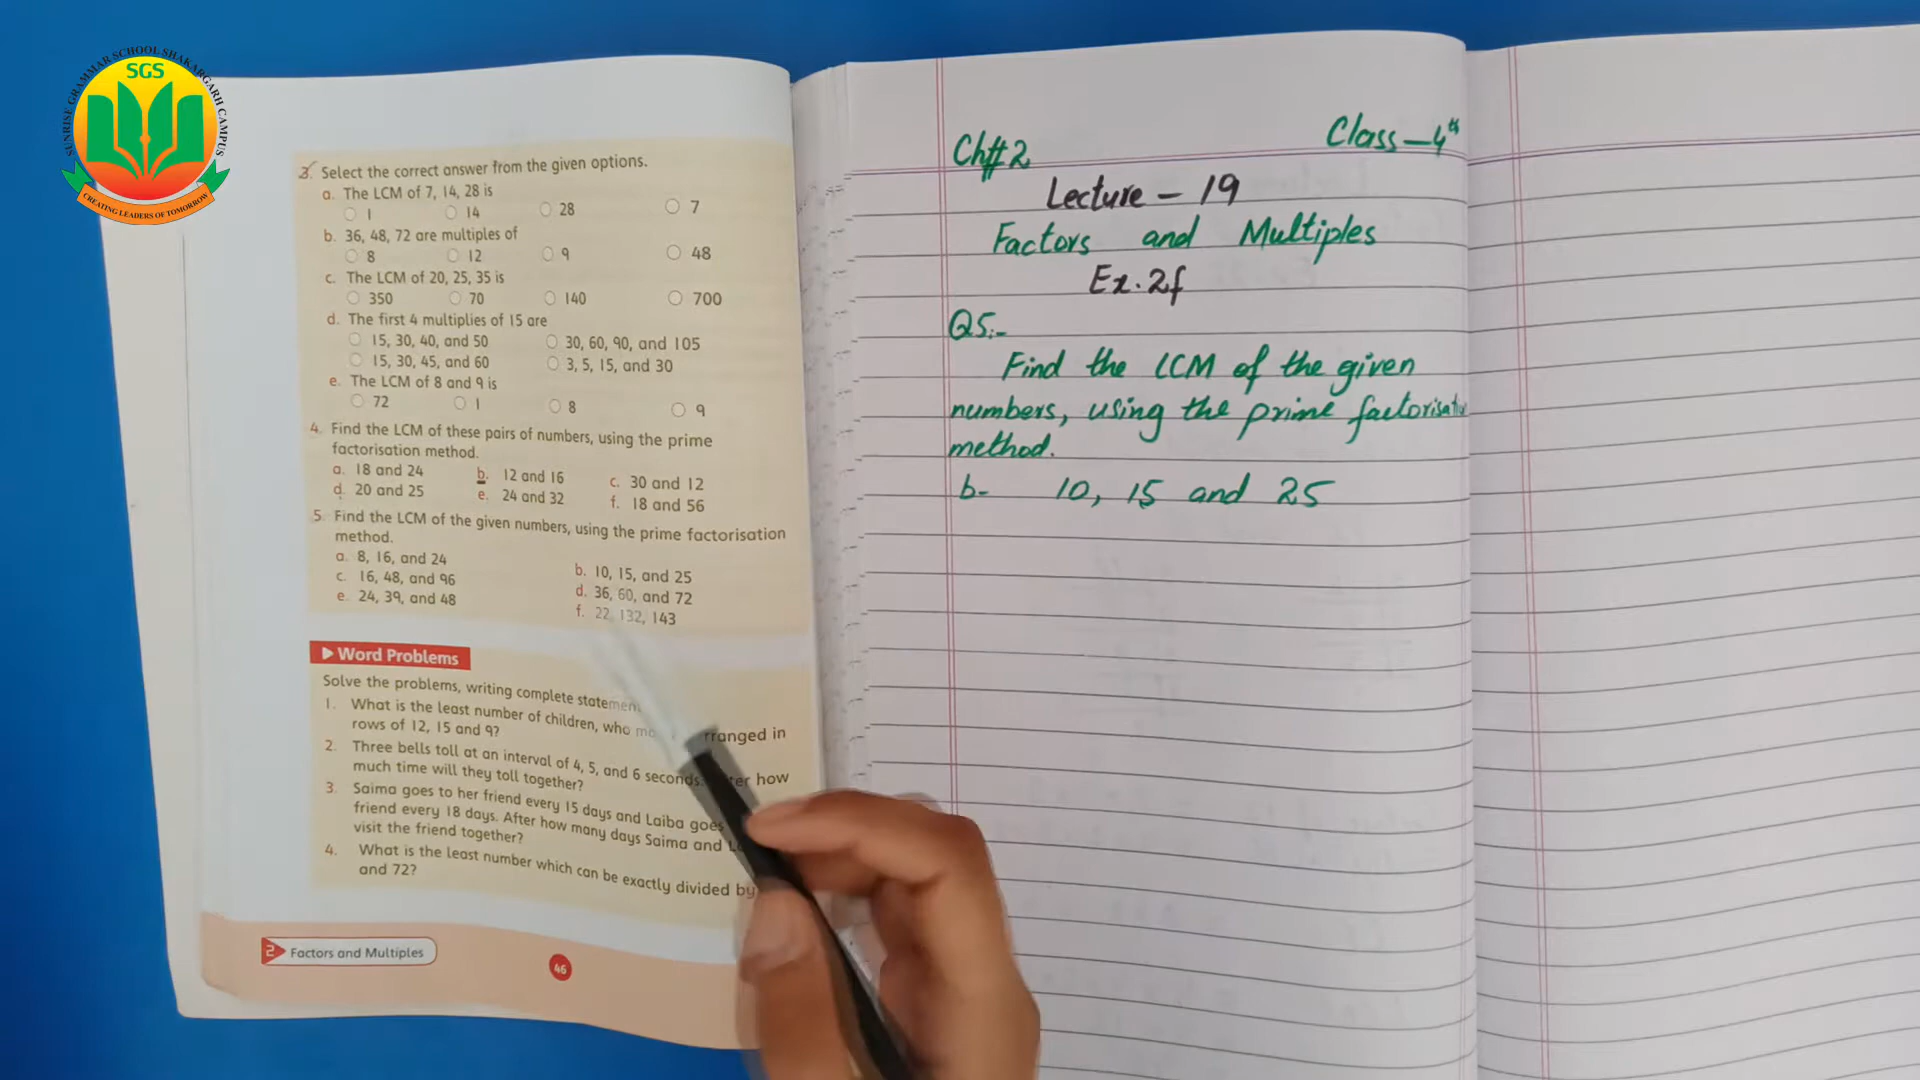 SUNRISE GRAMMAR SCHOOL SHAKARGARH CAMPUS
SGS
CREATING LEADERS OF TOMORROW
3. Select the correct answer from the given options.
a. The LCM of 7, 14, 28 is
1 14 28 7
b. 36, 48, 72 are multiples of
8 12 9 48
c. The LCM of 20, 25, 35 is
350 70 140 700
d. The first 4 multiplies of 15 are
15, 30, 40, and 50 30, 60, 90, and 105
15, 30, 45, and 60 3, 5, 15, and 30
e. The LCM of 8 and 9 is
72 1 8 9
4. Find the LCM of these pairs of numbers, using the prime
factorisation method.
a. 18 and 24 b. 12 and 16 c. 30 and 12
d. 20 and 25 e. 24 and 32 f. 18 and 56
5. Find the LCM of the given numbers, using the prime factorisation
method.
a. 8, 16, and 24 b. 10, 15, and 25
c. 16, 48, and 96 d. 36, 60, and 72
e. 24, 39, and 48 f. 22, 132, 143
Word Problems
Solve the problems, writing complete
1. What is the least number of children, who rranged in
rows of 12, 15 and 9?
2. Three bells toll at an interval of 4, 5, and 6 seconds. how
much time will they toll together?
3. Saima goes to her friend every 15 days and Laiba goes
friend every 18 days. After how many days Saima and
visit the friend together?
4. What is the least number which can be exactly divided by
and 72?
2 Factors and Multiples
46
Ch#2 Class-4th
Lecture - 19
Factors and Multiples
Ex. 2f
Q5:-
Find the LCM of the given
numbers, using the prime factorisation
method.
b- 10, 15 and 25